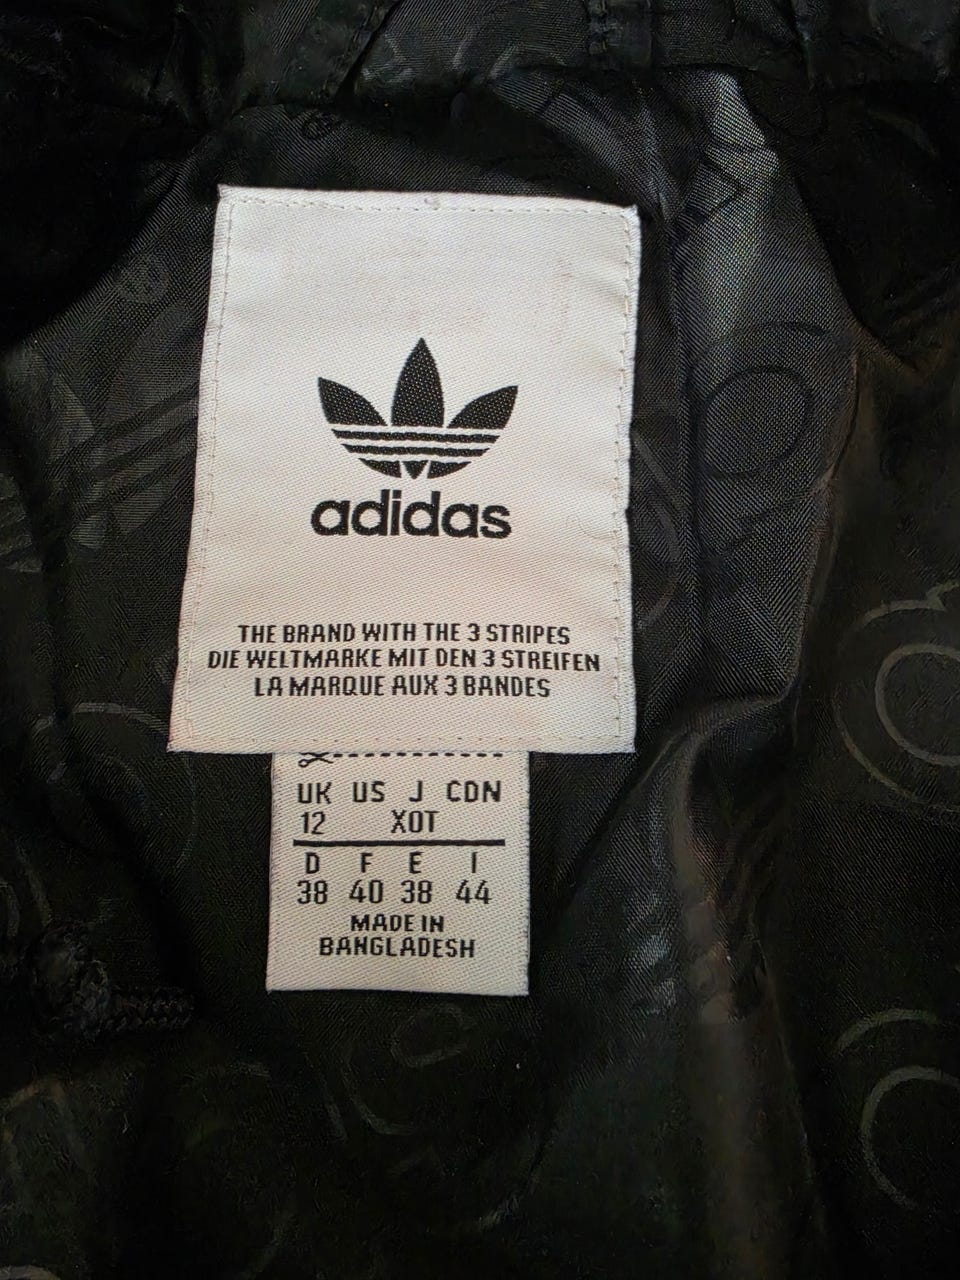 adidas
THE BRAND WITH THE 3 STRIPES
DIE WELTMARKE MIT DEN 3 STREIFEN
LA MARQUE AUX 3 BANDES
UK US J CDN
12 XOT
D F E I
38 40 38 44
MADE IN
BANGLADESH